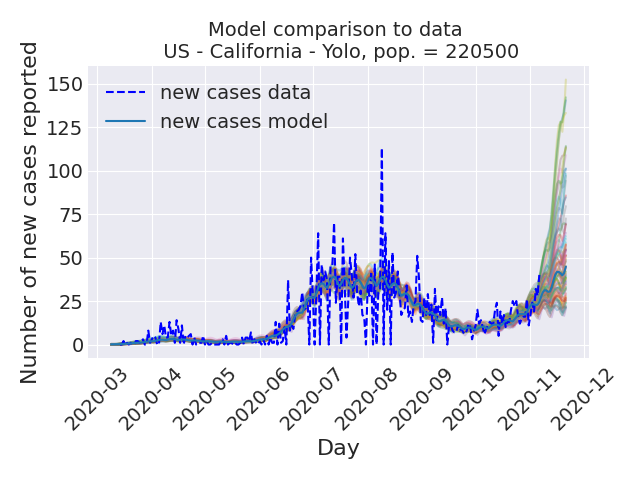 Model comparison to data
US - California - Yolo, pop. = 220500
Number of new cases reported
150
125
100
75
50
25
0
new cases data
new cases model
2020-03
2020-04
2020-05
2020-06
2020-07
2020-08
2020-09
2020-10
2020-11
2020-12
Day